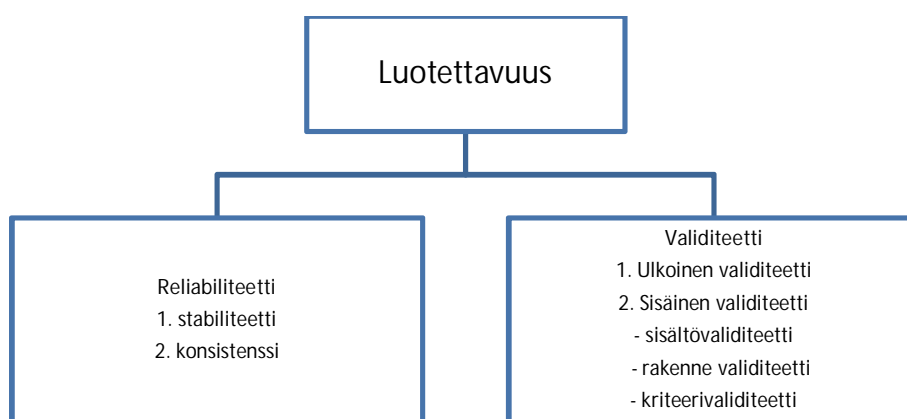 Luotettavuus
Reliabiliteetti
1. stabiliteetti
2. konsistenssi
Validiteetti
1. Ulkoinen validiteetti
2. Sisäinen validiteetti
- sisältövaliditeetti
- rakenne validiteetti
- kriteerivaliditeetti